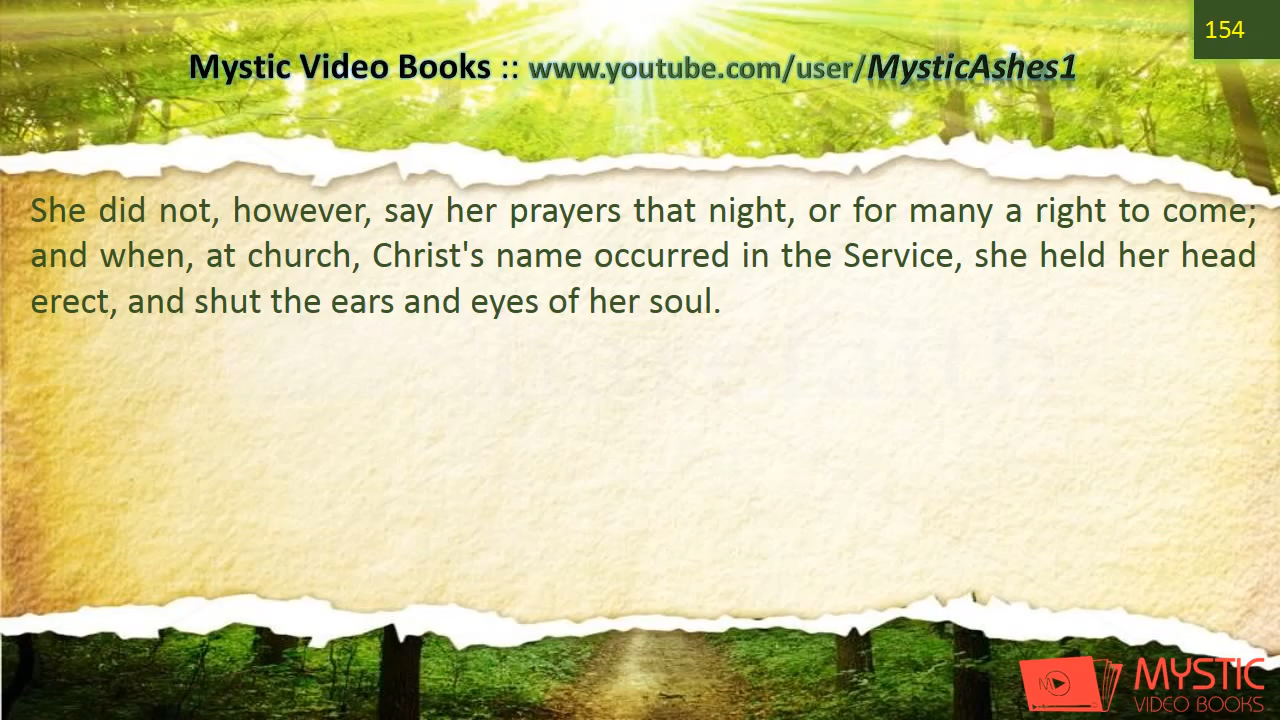 154
Mystic Video Books :: www.youtube.com/user/MysticAshes1
She did not, however, say her prayers that night, or for many a right to come;
and when, at church, Christ's name occurred in the Service, she held her head
erect, and shut the ears and eyes of her soul.
MYSTIC
VIDEO BOOKS